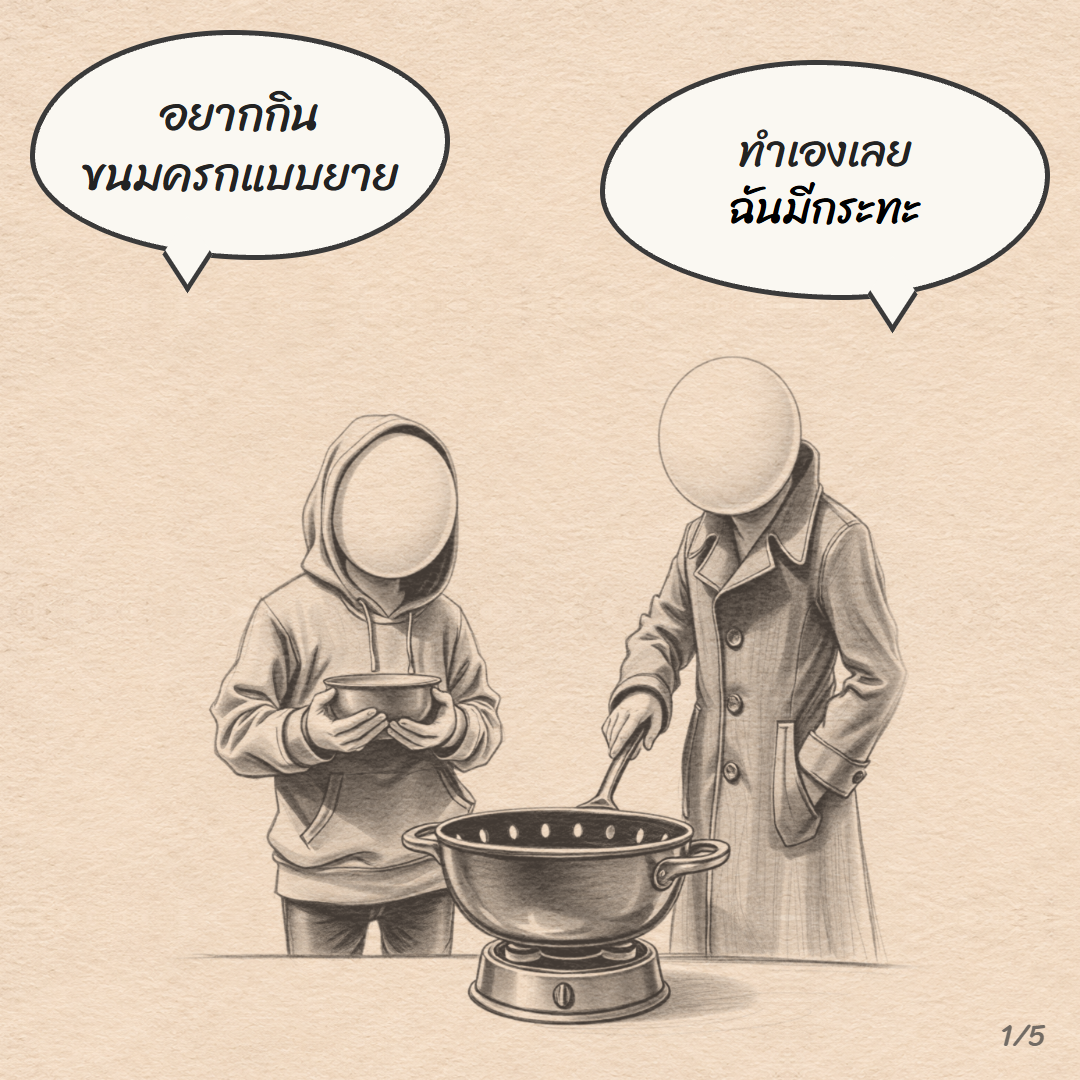 อยากกิน
ขนมครกแบบยาย
ทำเองเลย
ฉันมีกระทะ
1/5